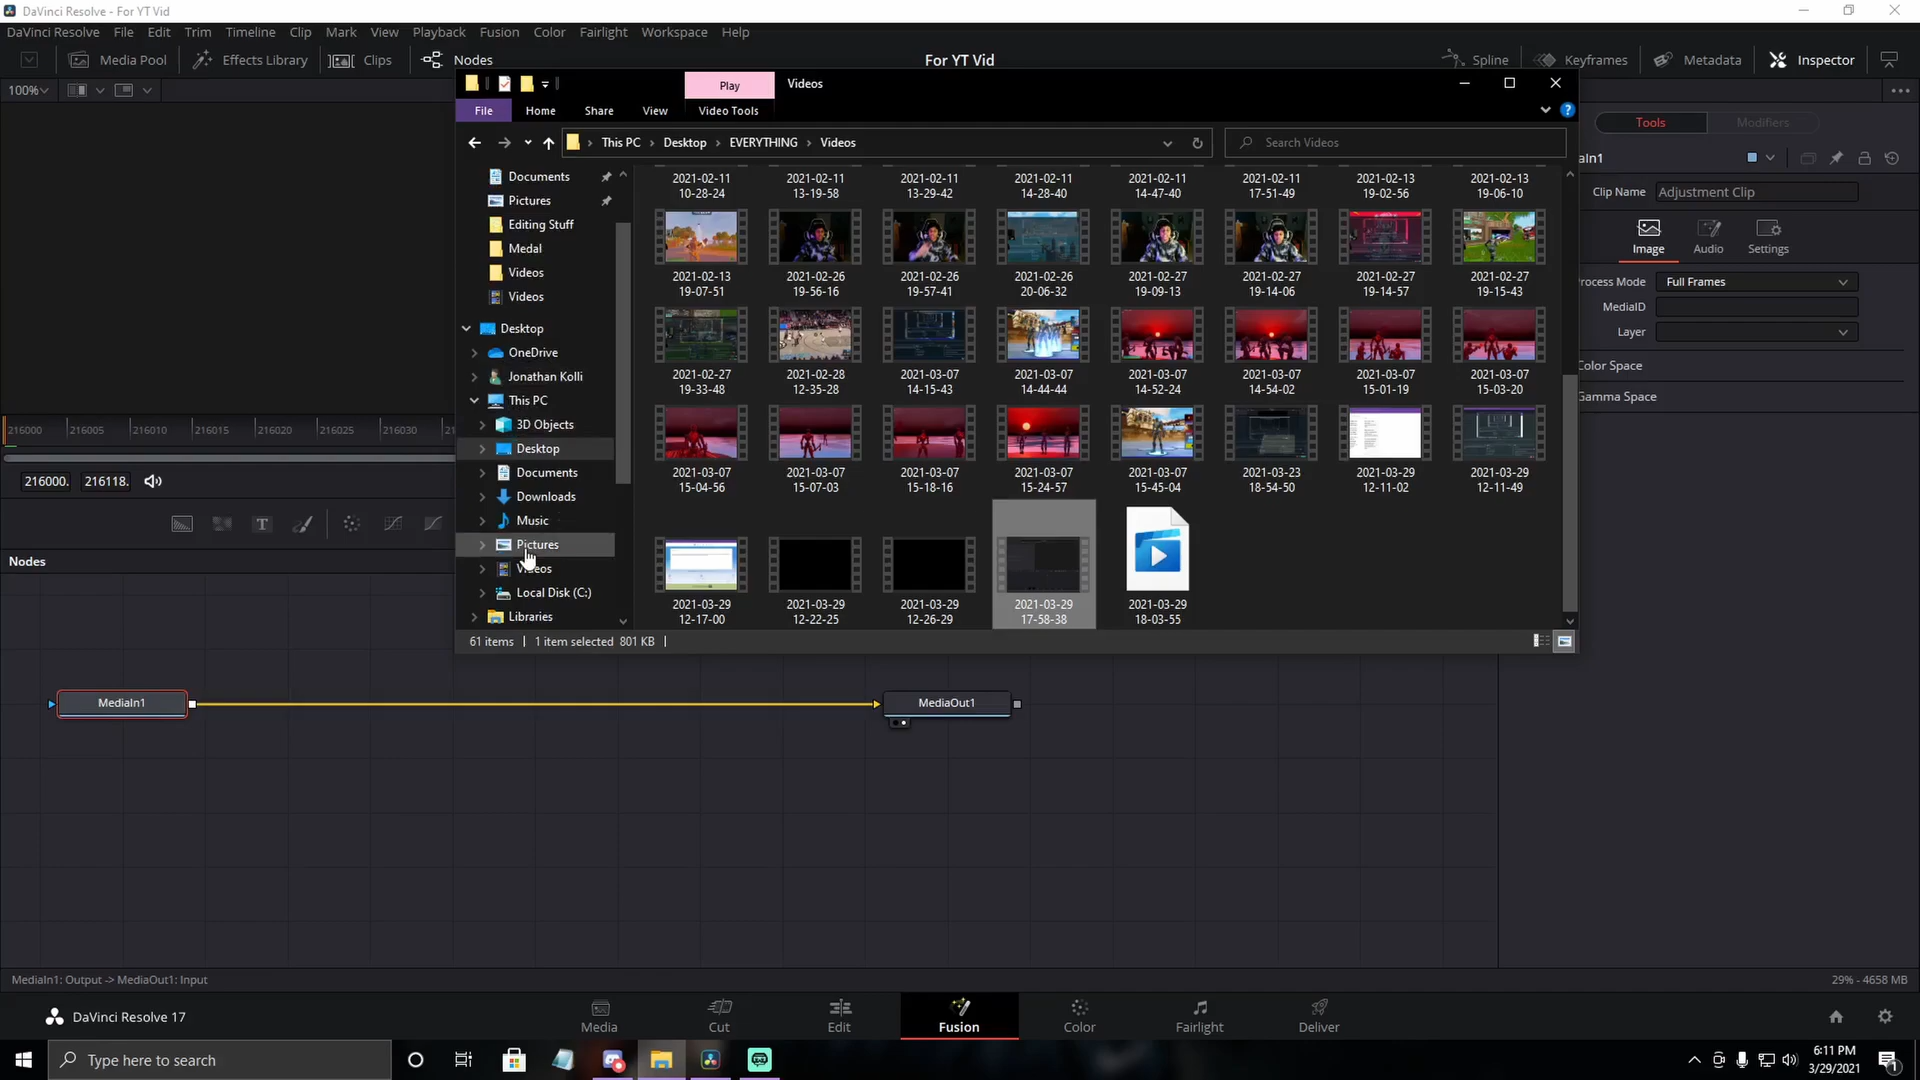 DaVinci Resolve - For YT Vid
DaVinci Resolve File Edit Trim Timeline Clip Mark View Playback Fusion Color Fairlight Workspace Help
Media Pool Effects Library Clips Nodes For YT Vid Spline Keyframes Metadata Inspector
100%
Play Videos
File Home Share View Video Tools
This PC > Desktop > EVERYTHING > Videos
Search Videos
Tools Modifiers
aIn1
Clip Name Adjustment Clip
Image Audio Settings
rocess Mode Full Frames
MediaID
Layer
Color Space
Gamma Space
Documents
Pictures
Editing Stuff
Medal
Videos
Videos
Desktop
OneDrive
Jonathan Kolli
This PC
3D Objects
Desktop
Documents
Downloads
Music
Pictures
Videos
Local Disk (C:)
Libraries
2021-02-11 2021-02-11 2021-02-11 2021-02-11 2021-02-11 2021-02-11 2021-02-13 2021-02-13
10-28-24 13-19-58 13-29-42 14-28-40 14-47-40 17-51-49 19-02-56 19-06-10
2021-02-13 2021-02-26 2021-02-26 2021-02-26 2021-02-27 2021-02-27 2021-02-27 2021-02-27
19-07-51 19-56-16 19-57-41 20-06-32 19-09-13 19-14-06 19-14-57 19-15-43
2021-02-27 2021-02-28 2021-03-07 2021-03-07 2021-03-07 2021-03-07 2021-03-07 2021-03-07
19-33-48 12-35-28 14-15-43 14-44-44 14-52-24 14-54-02 15-01-19 15-03-20
2021-03-07 2021-03-07 2021-03-07 2021-03-07 2021-03-07 2021-03-23 2021-03-29 2021-03-29
15-04-56 15-07-03 15-18-16 15-24-57 15-45-04 18-54-50 12-11-02 12-11-49
2021-03-29 2021-03-29 2021-03-29 2021-03-29 2021-03-29
12-17-00 12-22-25 12-26-29 17-58-38 18-03-55
61 items 1 item selected 801 KB
216000 216005 216010 216015 216020 216025 216030
216000. 216118.
T
Nodes
MediaIn1 MediaOut1
MediaIn1: Output -> MediaOut1: Input 29% - 4658 MB
DaVinci Resolve 17
Media Cut Edit Fusion Color Fairlight Deliver
Type here to search
6:11 PM
3/29/2021
1